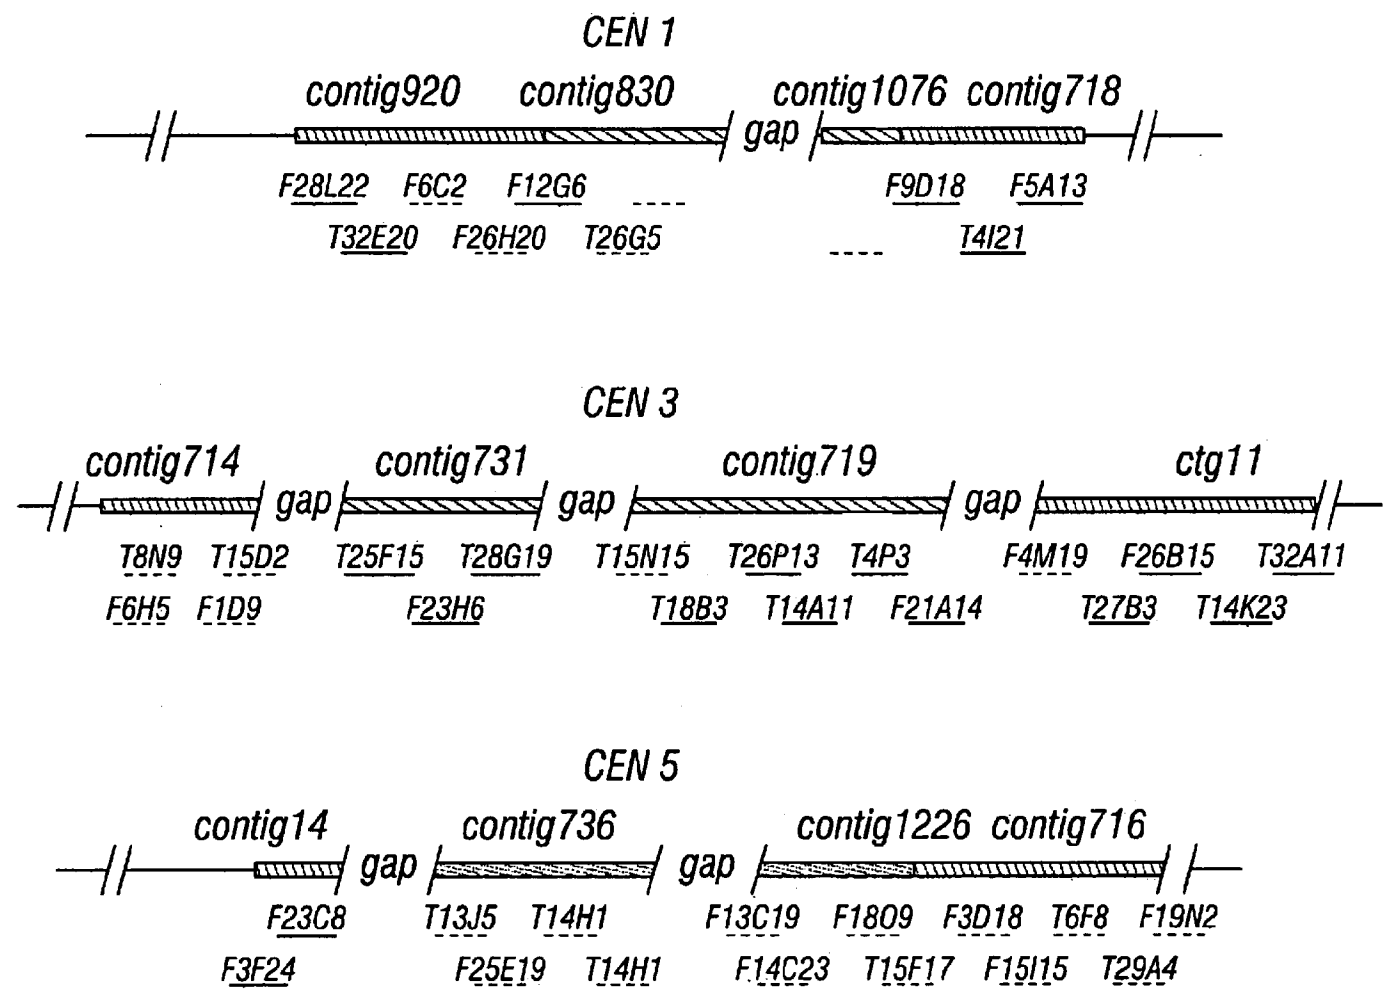 CEN 1
contig920 contig830 contig1076 contig718
gap
F28L22 F6C2 F12G6 F9D18 F5A13
T32E20 F26H20 T26G5 T4I21
CEN 3
contig714 contig731 contig719 ctg11
gap gap gap
T8N9 T15D2 T25F15 T28G19 T15N15 T26P13 T4P3 F4M19 F26B15 T32A11
F6H5 F1D9 F23H6 T18B3 T14A11 F21A14 T27B3 T14K23
CEN 5
contig14 contig736 contig1226 contig716
gap gap
F23C8 T13J5 T14H1 F13C19 F18O9 F3D18 T6F8 F19N2
F3F24 F25E19 T14H1 F14C23 T15F17 F15I15 T29A4